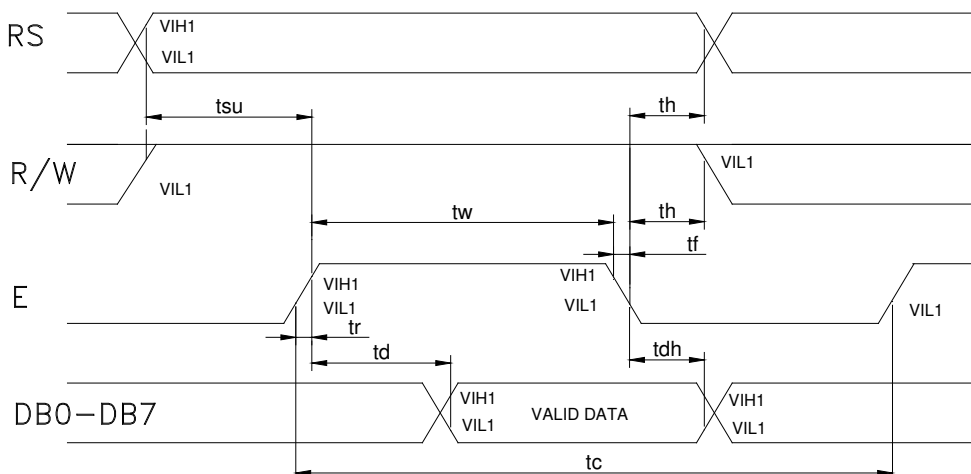 VIH1
RS
VIL1
tsu
th
R/W
VIL1
VIL1
tw
th
tf
VIH1
VIH1
E
VIL1
VIL1
VIL1
tr
td
tdh
VIH1
VIH1
DB0-DB7
VALID DATA
VIL1
VIL1
tc